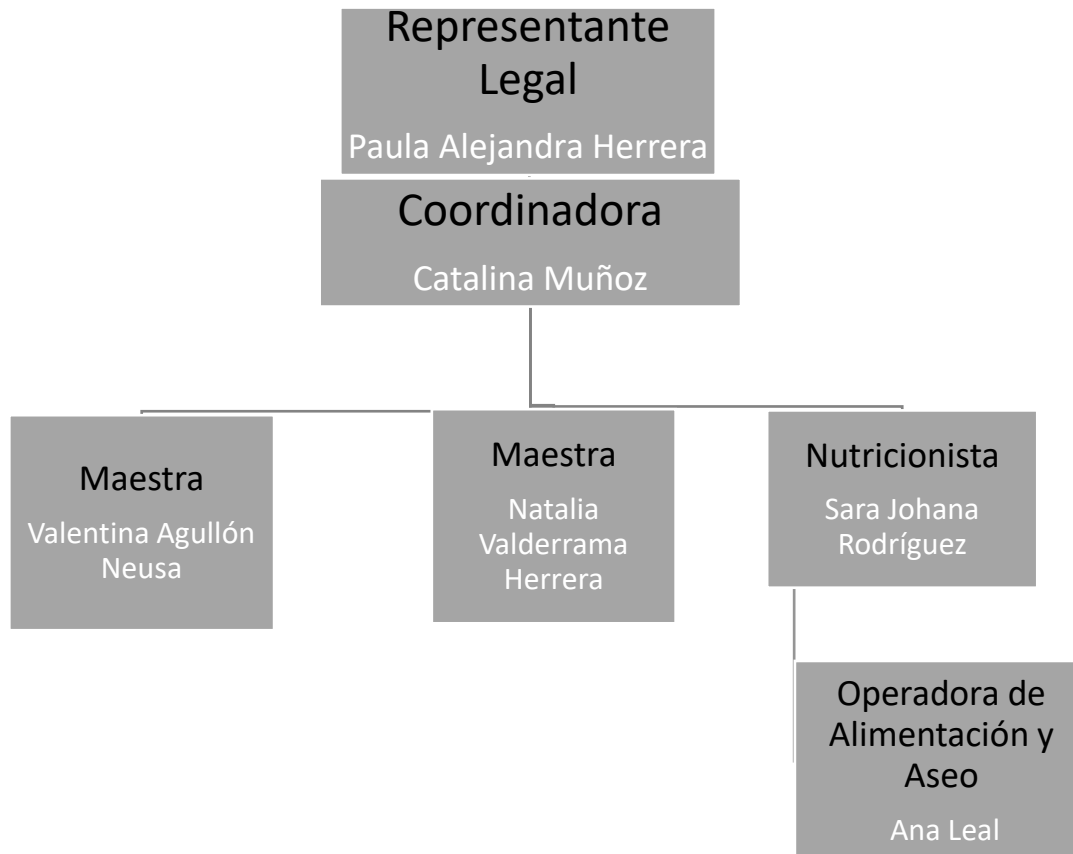 Representante
Legal
Paula Alejandra Herrera
Coordinadora
Catalina Muñoz
Maestra
Valentina Agullón
Neusa
Maestra
Natalia
Valderrama
Herrera
Nutricionista
Sara Johana
Rodríguez
Operadora de
Alimentación y
Aseo
Ana Leal